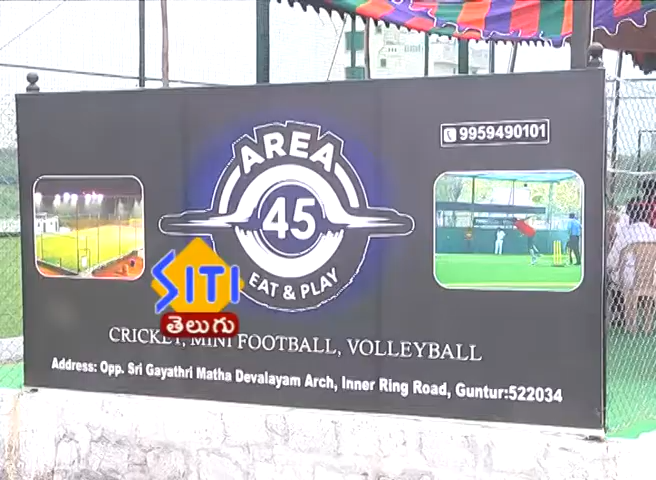 9959490101
AREA
45
EAT & PLAY
SITI
తెలుగు
CRICKET, MINI FOOTBALL, VOLLEYBALL
Address: Opp. Sri Gayathri Matha Devalayam Arch, Inner Ring Road, Guntur:522034